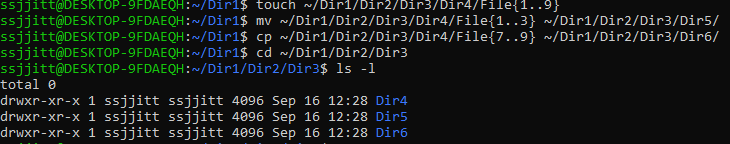 ssjjitt@DESKTOP-9FDAEQH:~/Dir1$ touch ~/Dir1/Dir2/Dir3/Dir4/File{1..9}
ssjjitt@DESKTOP-9FDAEQH:~/Dir1$ mv ~/Dir1/Dir2/Dir3/Dir4/File{1..3} ~/Dir1/Dir2/Dir3/Dir5/
ssjjitt@DESKTOP-9FDAEQH:~/Dir1$ cp ~/Dir1/Dir2/Dir3/Dir4/File{7..9} ~/Dir1/Dir2/Dir3/Dir6/
ssjjitt@DESKTOP-9FDAEQH:~/Dir1$ cd ~/Dir1/Dir2/Dir3
ssjjitt@DESKTOP-9FDAEQH:~/Dir1/Dir2/Dir3$ ls -l
total 0
drwxr-xr-x 1 ssjjitt ssjjitt 4096 Sep 16 12:28 Dir4
drwxr-xr-x 1 ssjjitt ssjjitt 4096 Sep 16 12:28 Dir5
drwxr-xr-x 1 ssjjitt ssjjitt 4096 Sep 16 12:28 Dir6